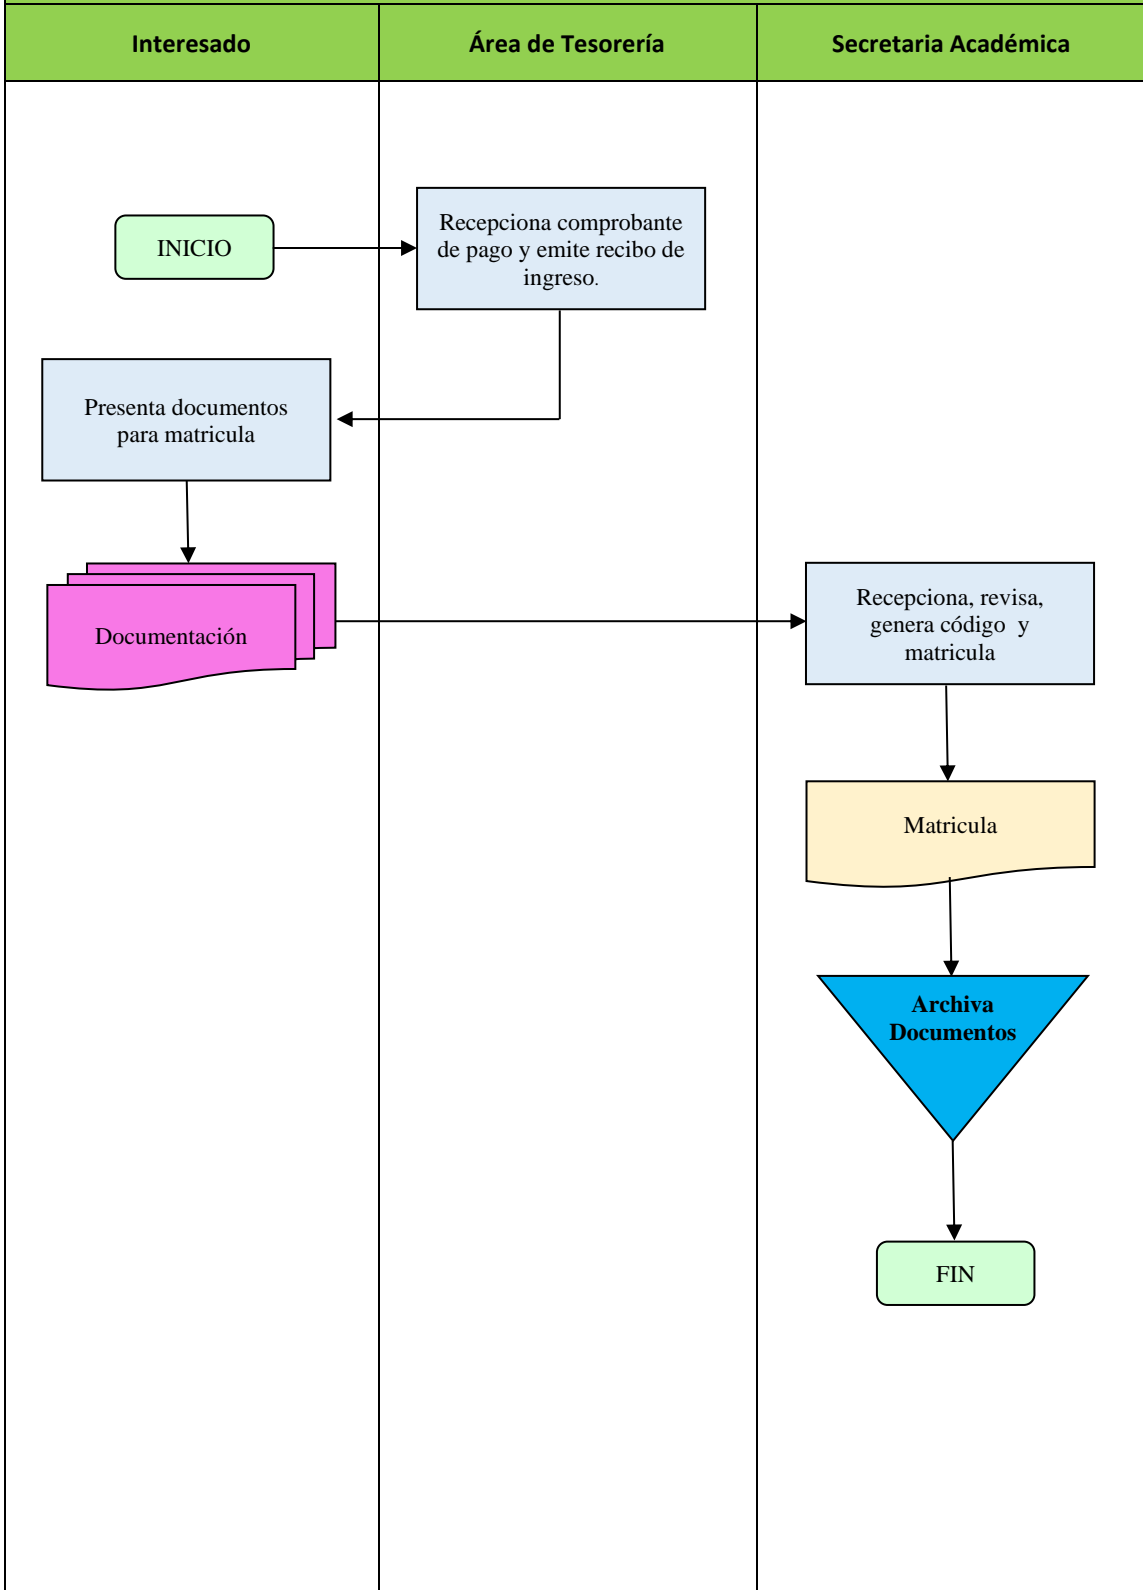 Interesado
Área de Tesorería
Secretaria Académica
INICIO
Recepciona comprobante
de pago y emite recibo de
ingreso.
Presenta documentos
para matricula
Documentación
Recepciona, revisa,
genera código  y
matricula
Matricula
Archiva
Documentos
FIN